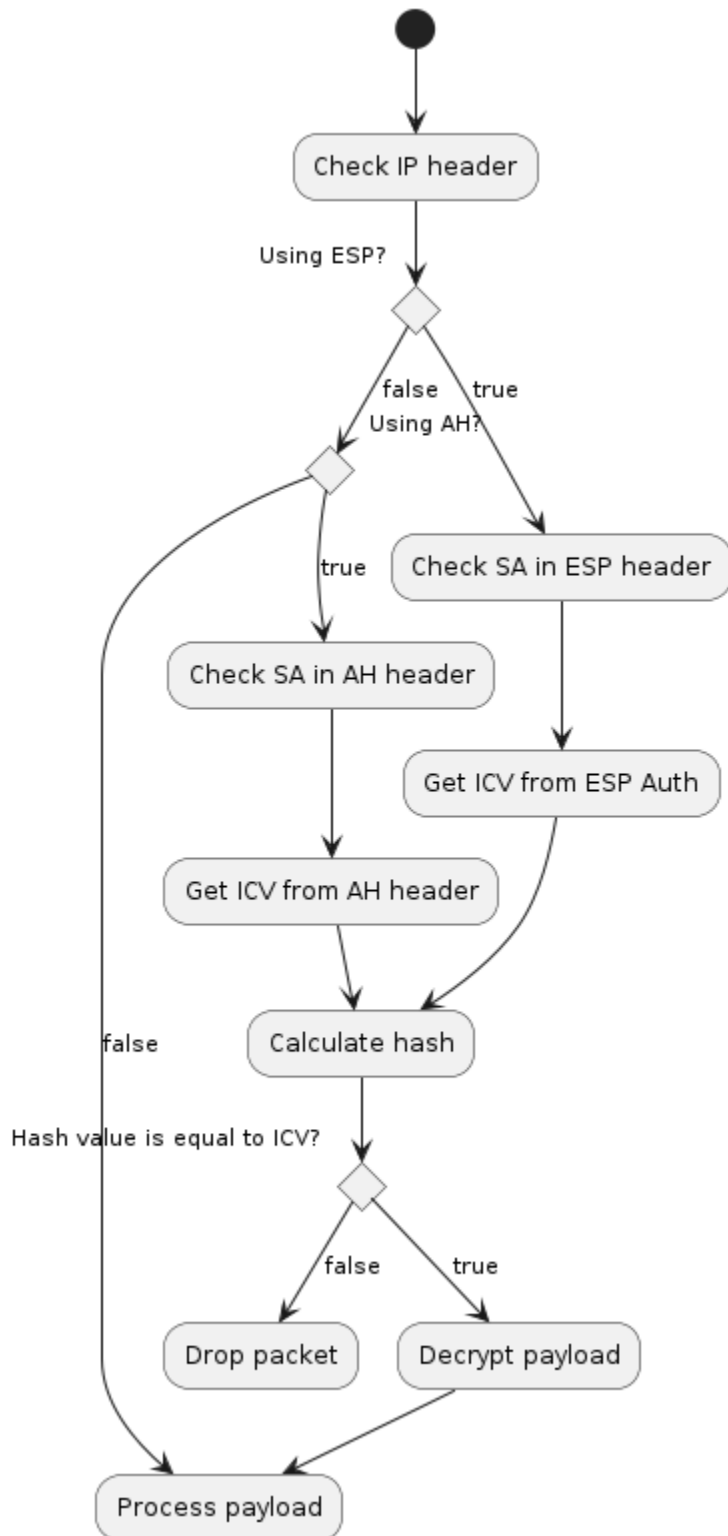 Check IP header
Using ESP?
false
true
Using AH?
true
Check SA in ESP header
Check SA in AH header
Get ICV from ESP Auth
Get ICV from AH header
Calculate hash
false
Hash value is equal to ICV?
false
true
Drop packet
Decrypt payload
Process payload